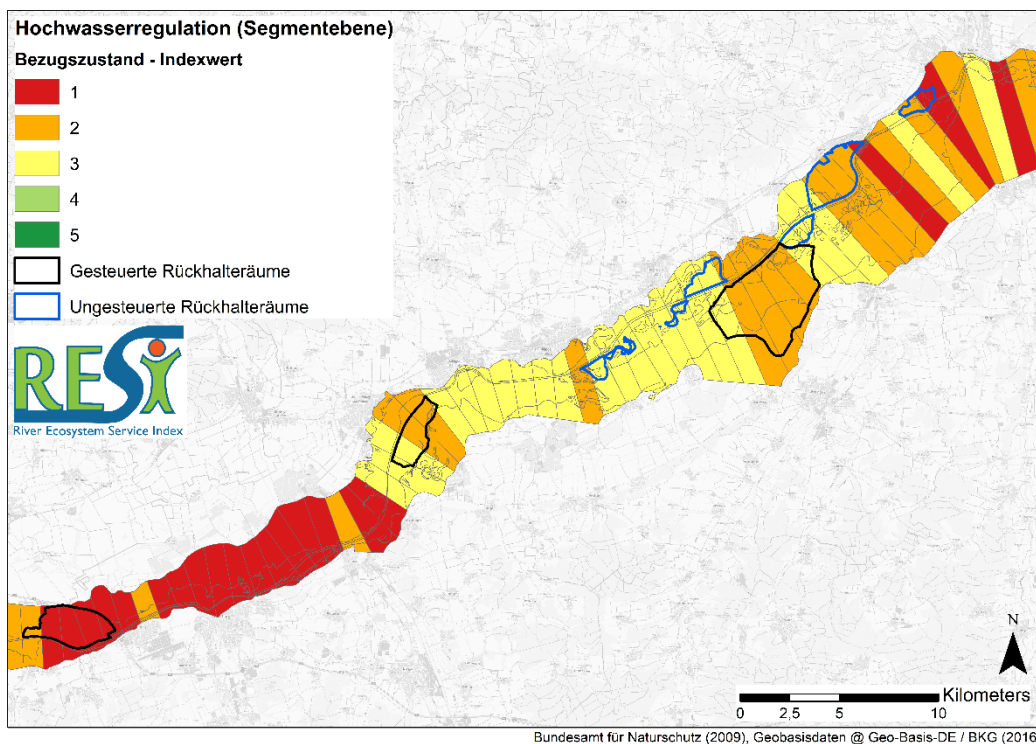 Hochwasserregulation (Segmentebene)
Bezugszustand - Indexwert
1
2
3
4
5
Gesteuerte Rückhalteräume
Ungesteuerte Rückhalteräume
RESI
River Ecosystem Service Index
N
Kilometers
0 2,5 5 10
Bundesamt für Naturschutz (2009), Geobasisdaten @ Geo-Basis-DE / BKG (2016